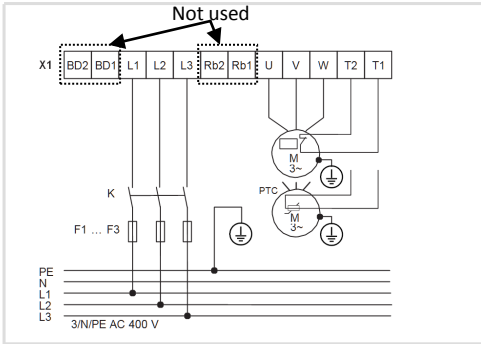 Not used
X1 BD2 BD1 L1 L2 L3 Rb2 Rb1 U V W T2 T1
M
3~
K
PTC
M
3~
F1 ... F3
PE
N
L1
L2
L3
3/N/PE AC 400 V